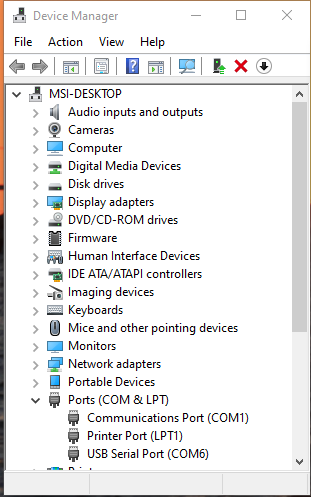 Device Manager
File Action View Help
MSI-DESKTOP
Audio inputs and outputs
Cameras
Computer
Digital Media Devices
Disk drives
Display adapters
DVD/CD-ROM drives
Firmware
Human Interface Devices
IDE ATA/ATAPI controllers
Imaging devices
Keyboards
Mice and other pointing devices
Monitors
Network adapters
Portable Devices
Ports (COM & LPT)
Communications Port (COM1)
Printer Port (LPT1)
USB Serial Port (COM6)